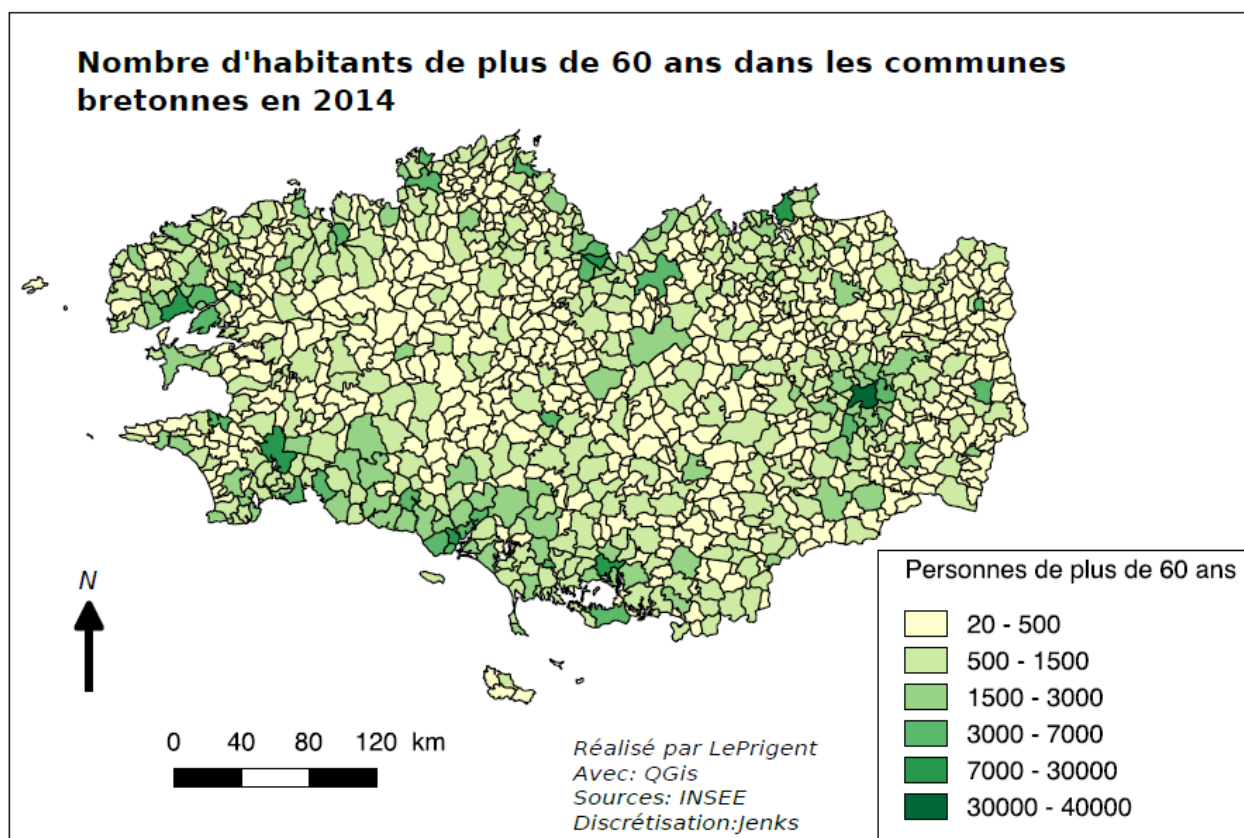 Nombre d'habitants de plus de 60 ans dans les communes
bretonnes en 2014
N
0 40 80 120 km
Réalisé par LePrigent
Avec: QGis
Sources: INSEE
Discrétisation:Jenks
Personnes de plus de 60 ans
20 - 500
500 - 1500
1500 - 3000
3000 - 7000
7000 - 30000
30000 - 40000